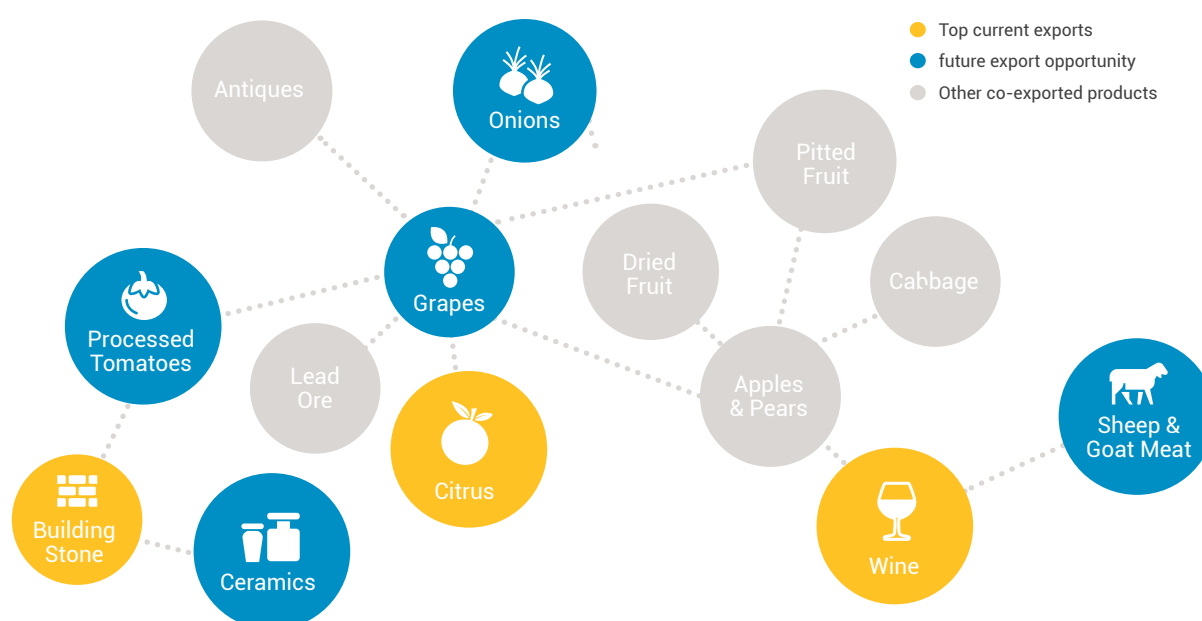 Top current exports
future export opportunity
Other co-exported products
Antiques
Onions
Pitted
Fruit
Dried
Fruit
Cabbage
Grapes
Processed
Tomatoes
Lead
Ore
Apples
& Pears
Sheep &
Goat Meat
Citrus
Building
Stone
Wine
Ceramics